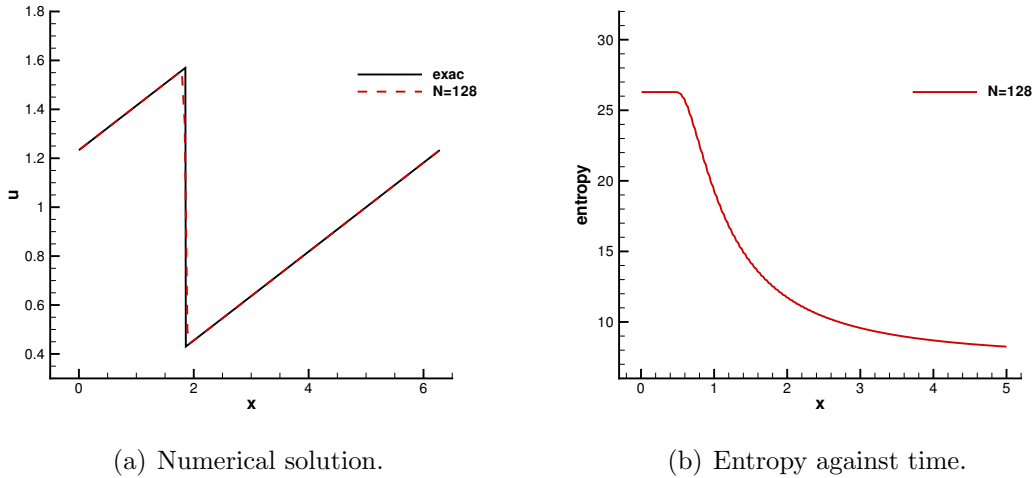 1.8
1.6
1.4
1.2
1
0.8
0.6
0.4
u
0 2 4 6
x
exac
N=128
(a) Numerical solution.
30
25
20
15
10
entropy
0 1 2 3 4 5
x
N=128
(b) Entropy against time.